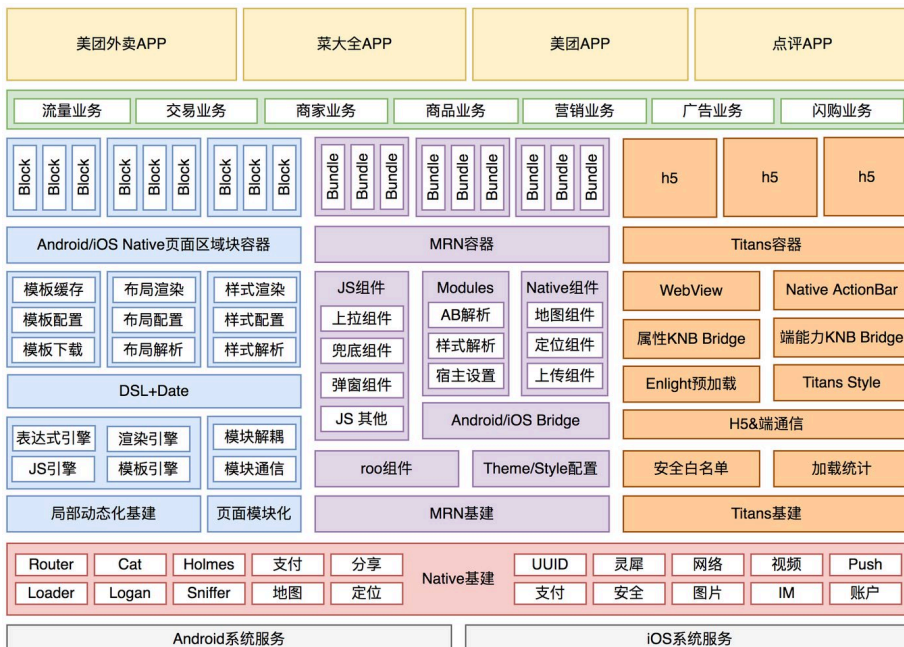 美团外卖APP
菜大全APP
美团APP
点评APP
流量业务
交易业务
商家业务
商品业务
营销业务
广告业务
闪购业务
Block
Block
Block
Block
Block
Block
Block
Block
Block
Bundle
Bundle
Bundle
Bundle
Bundle
Bundle
Bundle
Bundle
Bundle
h5
h5
h5
Android/iOS Native页面区域块容器
MRN容器
Titans容器
模板缓存
模板配置
模板下载
布局渲染
布局配置
布局解析
样式渲染
样式配置
样式解析
DSL+Date
表达式引擎
渲染引擎
JS引擎
模板引擎
模块解耦
模块通信
局部动态化基建
页面模块化
JS组件
上拉组件
兜底组件
弹窗组件
JS 其他
Modules
AB解析
样式解析
宿主设置
Native组件
地图组件
定位组件
上传组件
Android/iOS Bridge
roo组件
Theme/Style配置
MRN基建
WebView
Native ActionBar
属性KNB Bridge
端能力KNB Bridge
Enlight预加载
Titans Style
H5&端通信
安全白名单
加载统计
Titans基建
Router
Cat
Holmes
支付
分享
Loader
Logan
Sniffer
地图
定位
Native基建
UUID
灵犀
网络
视频
Push
支付
安全
图片
IM
账户
Android系统服务
iOS系统服务